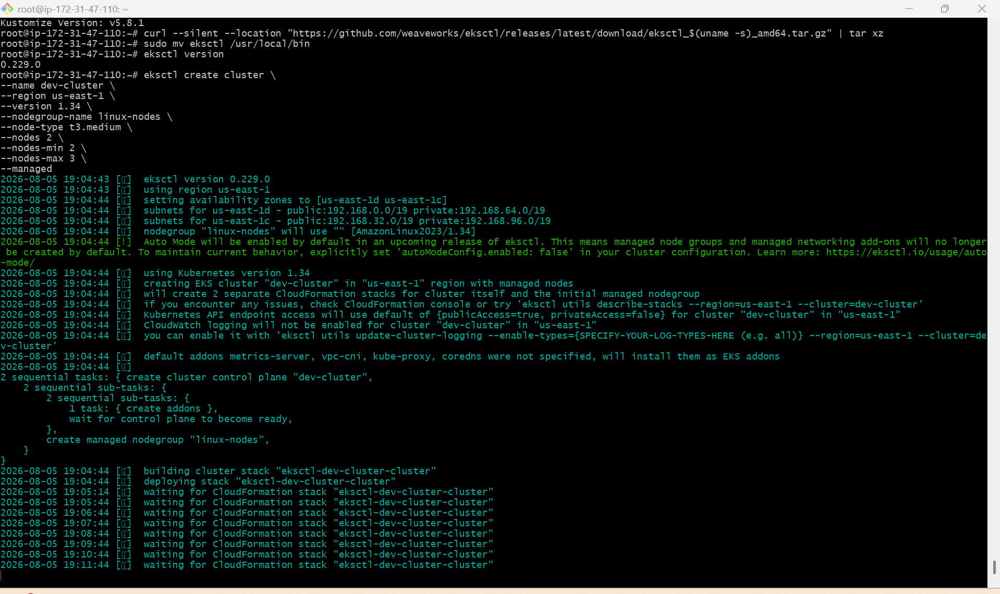 root@ip-172-31-47-110: ~
Kustomize Version: v5.8.1
root@ip-172-31-47-110:~# curl --silent --location "https://github.com/weaveworks/eksctl/releases/latest/download/eksctl_$(uname -s)_amd64.tar.gz" | tar xz
root@ip-172-31-47-110:~# sudo mv eksctl /usr/local/bin
root@ip-172-31-47-110:~# eksctl version
0.229.0
root@ip-172-31-47-110:~# eksctl create cluster \
--name dev-cluster \
--region us-east-1 \
--version 1.34 \
--nodegroup-name linux-nodes \
--node-type t3.medium \
--nodes 2 \
--nodes-min 2 \
--nodes-max 3 \
--managed
2026-08-05 19:04:43 [i]  eksctl version 0.229.0
2026-08-05 19:04:43 [i]  using region us-east-1
2026-08-05 19:04:44 [i]  setting availability zones to [us-east-1d us-east-1c]
2026-08-05 19:04:44 [i]  subnets for us-east-1d - public:192.168.0.0/19 private:192.168.64.0/19
2026-08-05 19:04:44 [i]  subnets for us-east-1c - public:192.168.32.0/19 private:192.168.96.0/19
2026-08-05 19:04:44 [i]  nodegroup "linux-nodes" will use "" [AmazonLinux2023/1.34]
2026-08-05 19:04:44 [!]  Auto Mode will be enabled by default in an upcoming release of eksctl. This means managed node groups and managed networking add-ons will no longer
 be created by default. To maintain current behavior, explicitly set 'autoModeConfig.enabled: false' in your cluster configuration. Learn more: https://eksctl.io/usage/auto
-mode/
2026-08-05 19:04:44 [i]  using Kubernetes version 1.34
2026-08-05 19:04:44 [i]  creating EKS cluster "dev-cluster" in "us-east-1" region with managed nodes
2026-08-05 19:04:44 [i]  will create 2 separate CloudFormation stacks for cluster itself and the initial managed nodegroup
2026-08-05 19:04:44 [i]  if you encounter any issues, check CloudFormation console or try 'eksctl utils describe-stacks --region=us-east-1 --cluster=dev-cluster'
2026-08-05 19:04:44 [i]  Kubernetes API endpoint access will use default of {publicAccess=true, privateAccess=false} for cluster "dev-cluster" in "us-east-1"
2026-08-05 19:04:44 [i]  CloudWatch logging will not be enabled for cluster "dev-cluster" in "us-east-1"
2026-08-05 19:04:44 [i]  you can enable it with 'eksctl utils update-cluster-logging --enable-types={SPECIFY-YOUR-LOG-TYPES-HERE (e.g. all)} --region=us-east-1 --cluster=de
v-cluster'
2026-08-05 19:04:44 [i]  default addons metrics-server, vpc-cni, kube-proxy, coredns were not specified, will install them as EKS addons
2026-08-05 19:04:44 [i]
2 sequential tasks: { create cluster control plane "dev-cluster",
    2 sequential sub-tasks: {
        2 sequential sub-tasks: {
            1 task: { create addons },
            wait for control plane to become ready,
        },
        create managed nodegroup "linux-nodes",
    }
}
2026-08-05 19:04:44 [i]  building cluster stack "eksctl-dev-cluster-cluster"
2026-08-05 19:04:44 [i]  deploying stack "eksctl-dev-cluster-cluster"
2026-08-05 19:05:14 [i]  waiting for CloudFormation stack "eksctl-dev-cluster-cluster"
2026-08-05 19:05:44 [i]  waiting for CloudFormation stack "eksctl-dev-cluster-cluster"
2026-08-05 19:06:44 [i]  waiting for CloudFormation stack "eksctl-dev-cluster-cluster"
2026-08-05 19:07:44 [i]  waiting for CloudFormation stack "eksctl-dev-cluster-cluster"
2026-08-05 19:08:44 [i]  waiting for CloudFormation stack "eksctl-dev-cluster-cluster"
2026-08-05 19:09:44 [i]  waiting for CloudFormation stack "eksctl-dev-cluster-cluster"
2026-08-05 19:10:44 [i]  waiting for CloudFormation stack "eksctl-dev-cluster-cluster"
2026-08-05 19:11:44 [i]  waiting for CloudFormation stack "eksctl-dev-cluster-cluster"